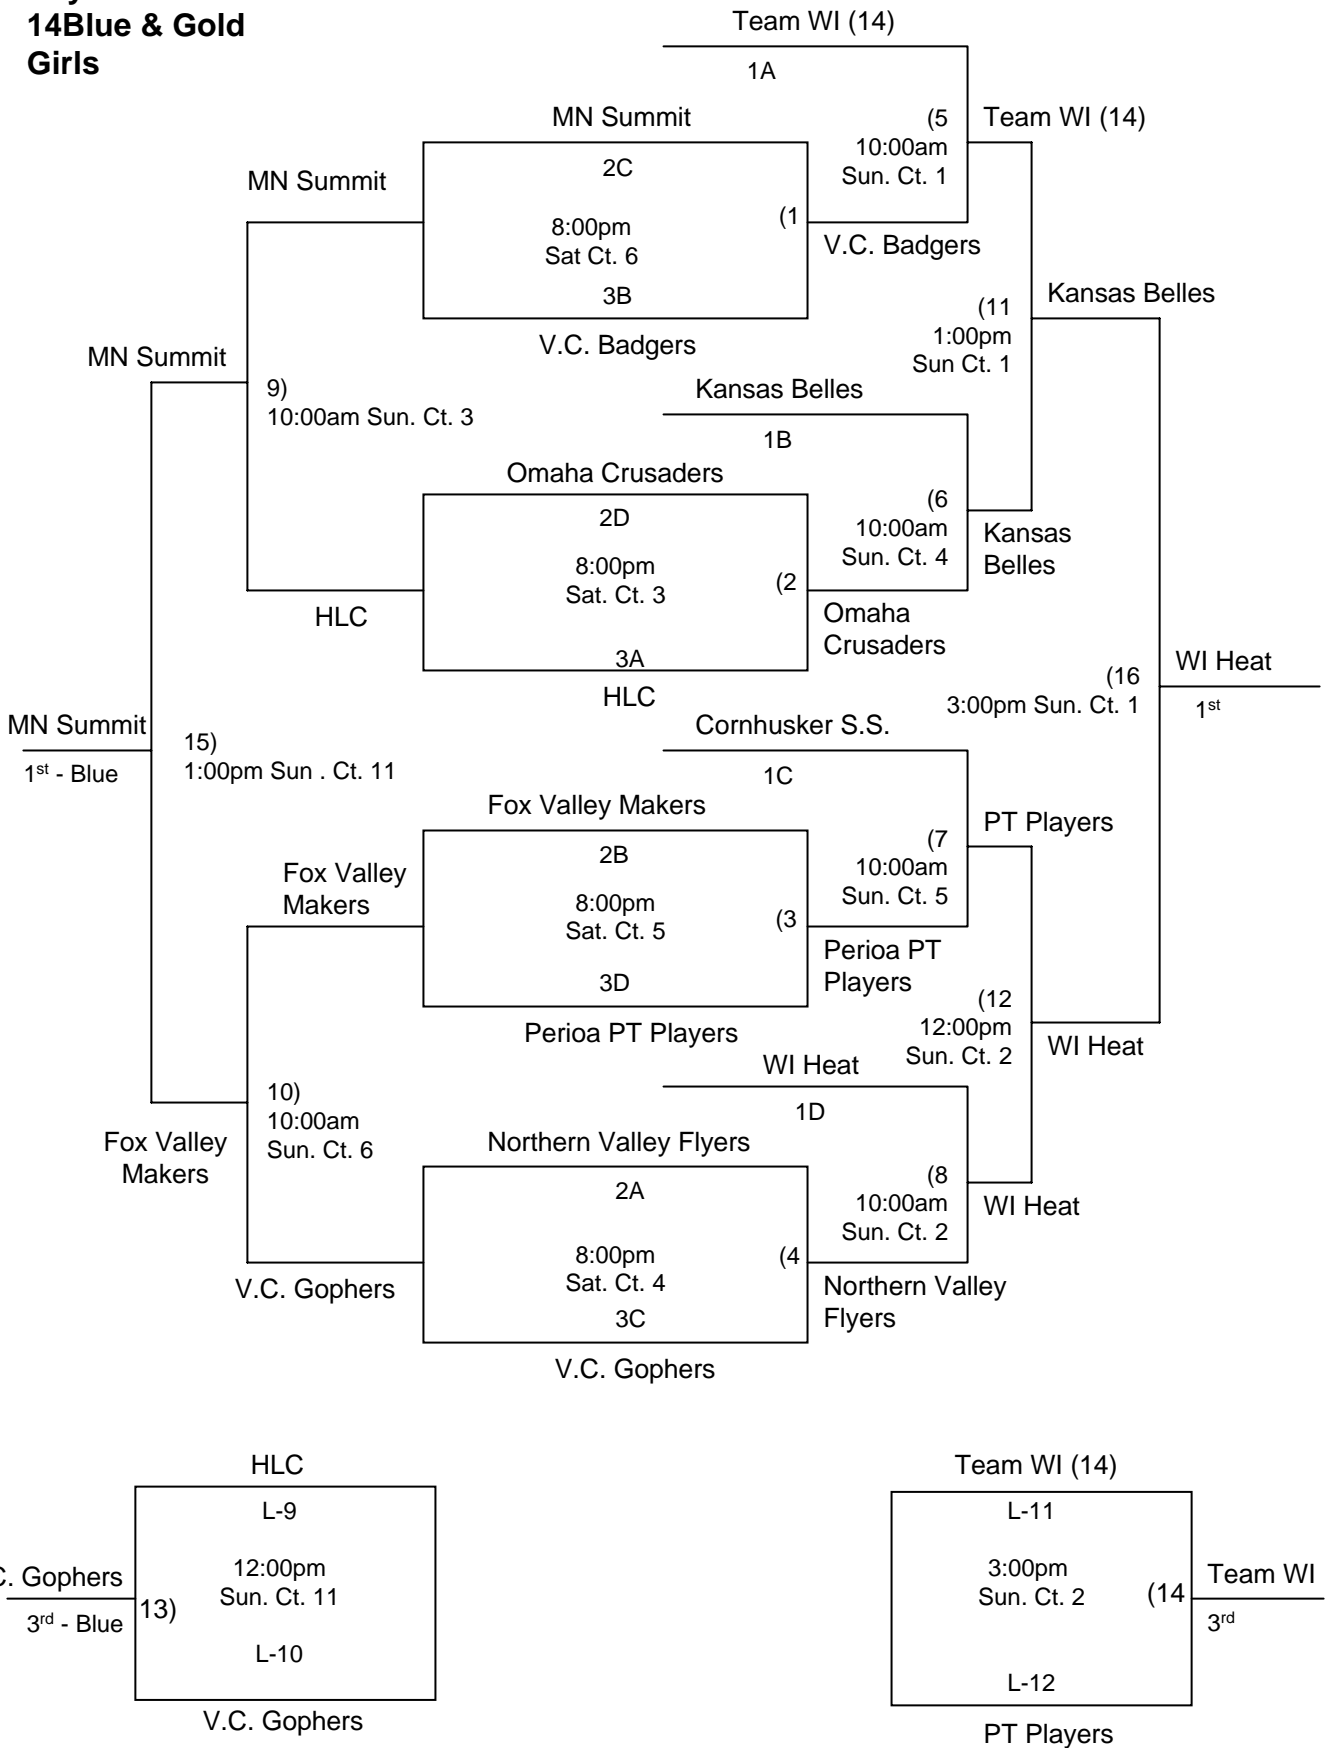 14Blue & Gold
Girls
Team WI (14)
1A
(5
10:00am
Sun. Ct. 1
Team WI (14)
MN Summit
2C
8:00pm
Sat Ct. 6
(1
3B
V.C. Badgers
V.C. Badgers
MN Summit
MN Summit
9)
10:00am Sun. Ct. 3
(11
1:00pm
Sun Ct. 1
Kansas Belles
Kansas Belles
1B
Omaha Crusaders
2D
8:00pm
Sat. Ct. 3
(2
3A
HLC
HLC
(6
10:00am
Sun. Ct. 4
Kansas
Belles
Omaha
Crusaders
(16
3:00pm Sun. Ct. 1
WI Heat
1st
MN Summit
1st - Blue
15)
1:00pm Sun . Ct. 11
Cornhusker S.S.
1C
Fox Valley Makers
2B
8:00pm
Sat. Ct. 5
(3
3D
Perioa PT Players
Fox Valley
Makers
(7
10:00am
Sun. Ct. 5
PT Players
Perioa PT
Players
(12
12:00pm
Sun. Ct. 2
WI Heat
WI Heat
1D
10)
10:00am
Sun. Ct. 6
Fox Valley
Makers
Northern Valley Flyers
2A
8:00pm
Sat. Ct. 4
(4
3C
V.C. Gophers
V.C. Gophers
(8
10:00am
Sun. Ct. 2
WI Heat
Northern Valley
Flyers
HLC
L-9
12:00pm
Sun. Ct. 11
L-10
V.C. Gophers
C. Gophers
3rd - Blue
13)
Team WI (14)
L-11
3:00pm
Sun. Ct. 2
(14
L-12
PT Players
Team WI
3rd